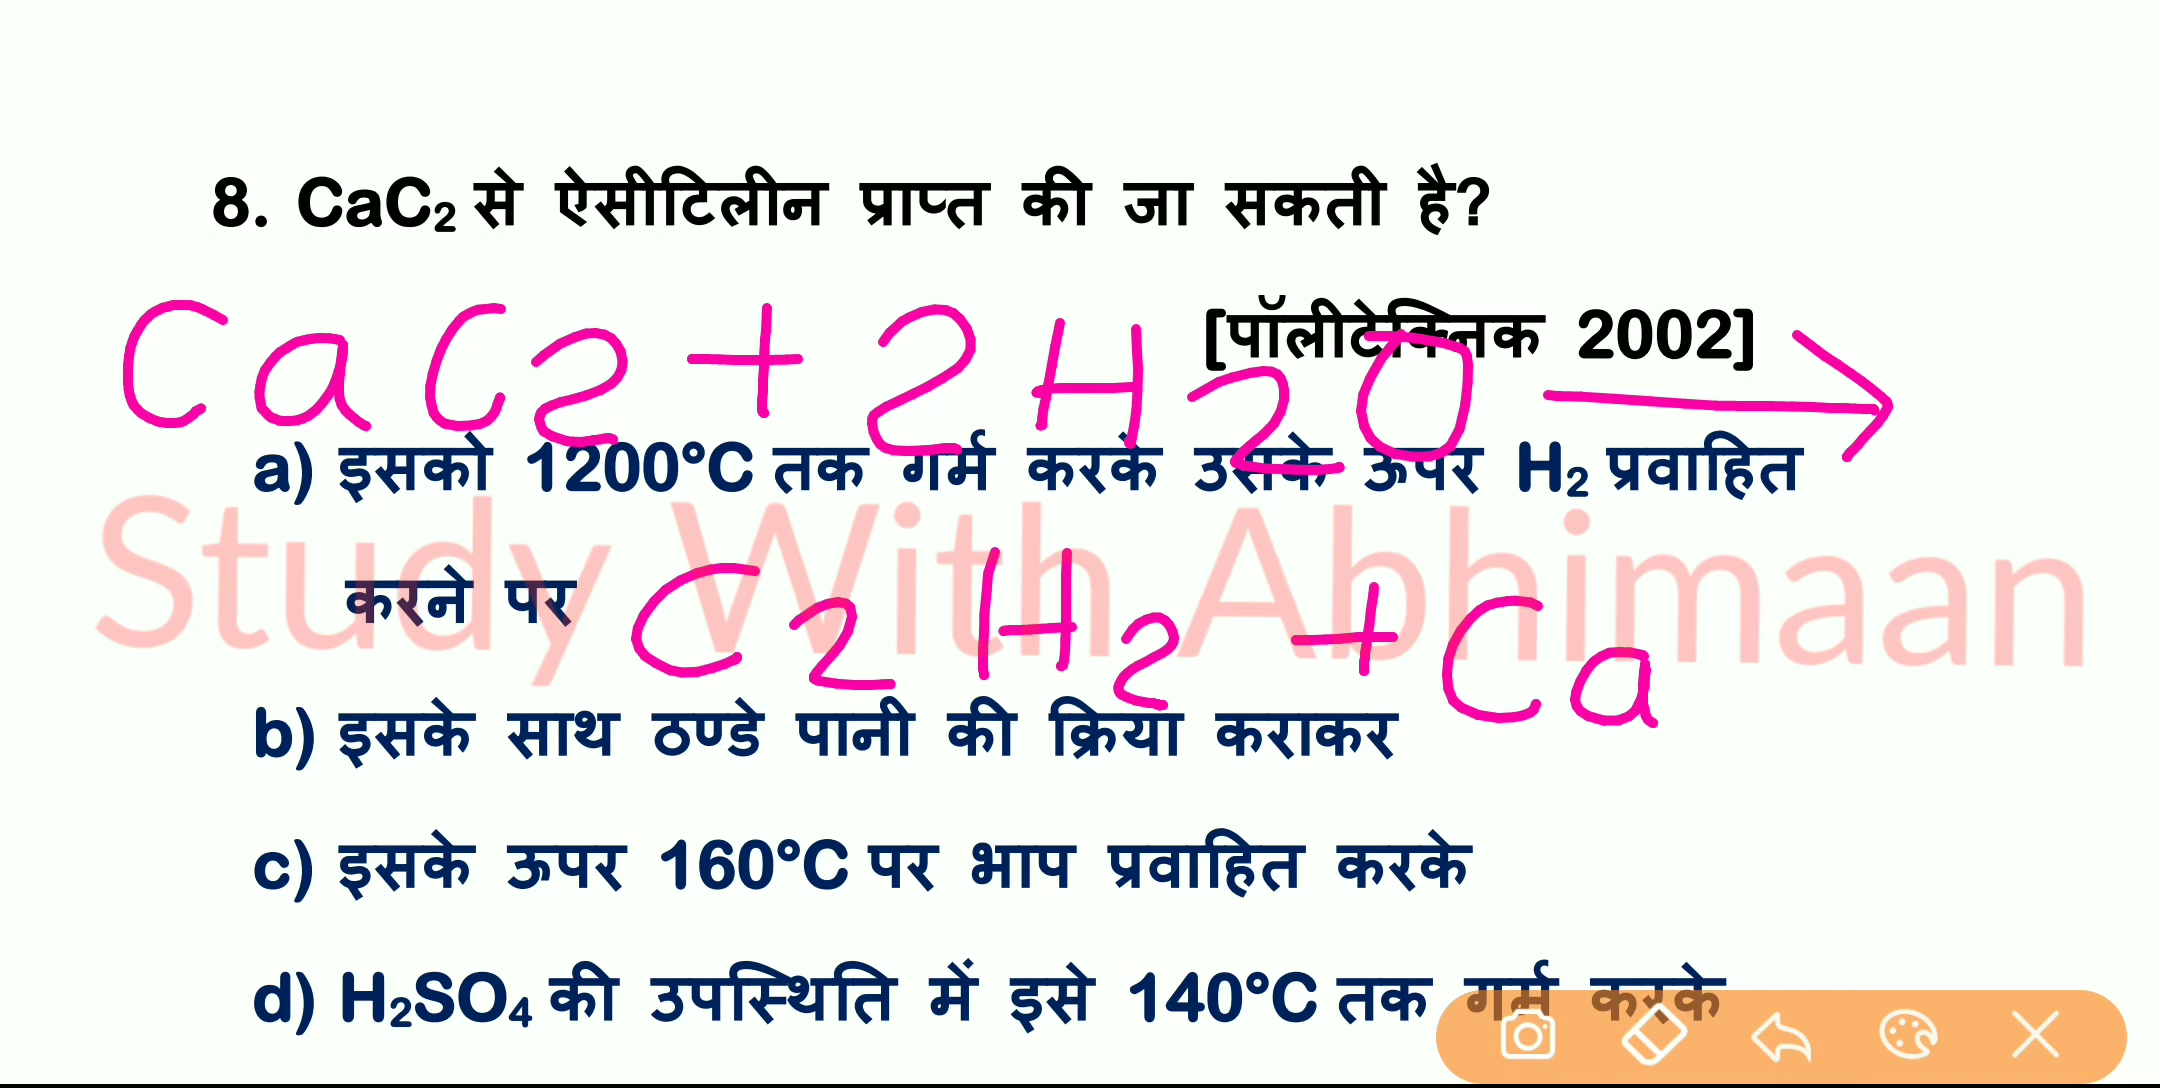 8. CaC₂ से ऐसीटिलीन प्राप्त की जा सकती है?
[पॉलीटेक्निक 2002]
CaC₂ + 2H₂O →
a) इसको 1200°C तक गर्म करके उसके ऊपर H₂ प्रवाहित
Study With Abhimaan
करने पर
C₂H₂ + Ca
b) इसके साथ ठण्डे पानी की क्रिया कराकर
c) इसके ऊपर 160°C पर भाप प्रवाहित करके
d) H₂SO₄ की उपस्थिति में इसे 140°C तक गर्म करके